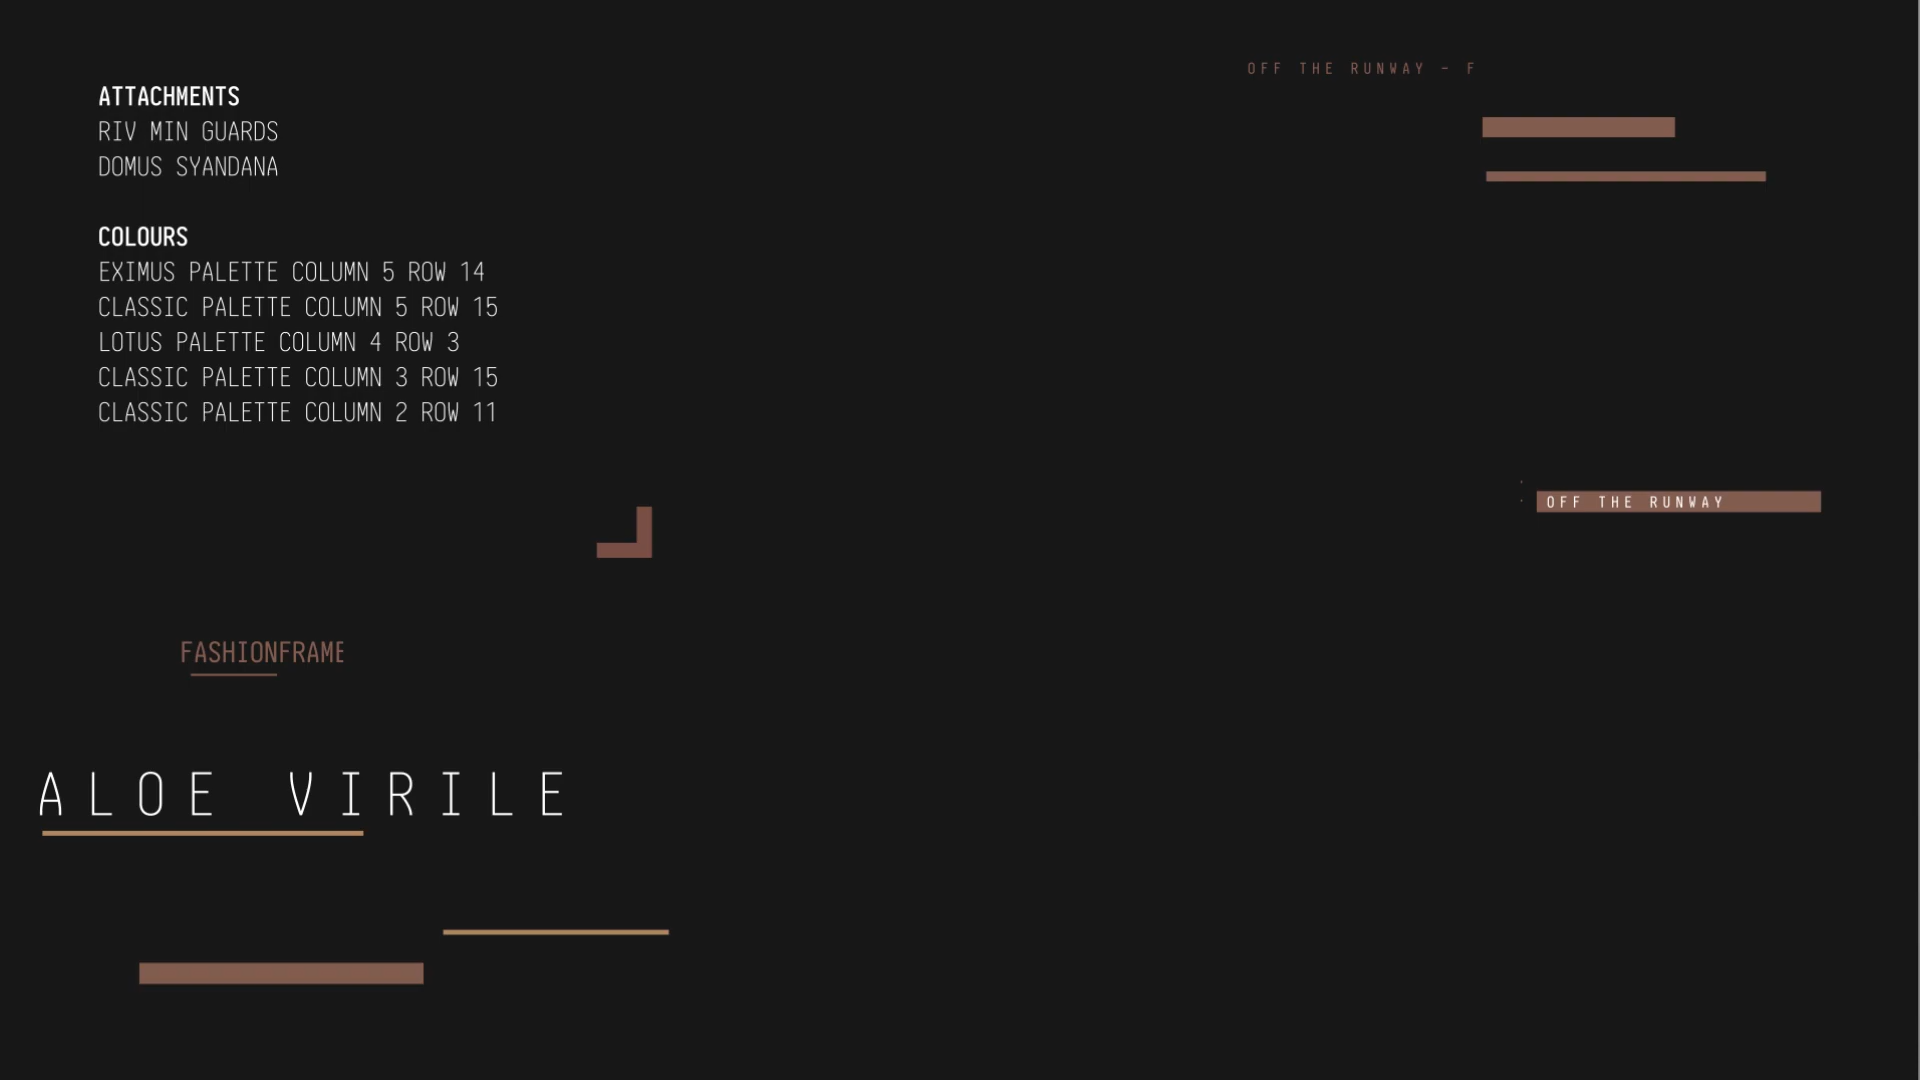 OFF THE RUNWAY - F
ATTACHMENTS
RIV MIN GUARDS
DOMUS SYANDANA
COLOURS
EXIMUS PALETTE COLUMN 5 ROW 14
CLASSIC PALETTE COLUMN 5 ROW 15
LOTUS PALETTE COLUMN 4 ROW 3
CLASSIC PALETTE COLUMN 3 ROW 15
CLASSIC PALETTE COLUMN 2 ROW 11
OFF THE RUNWAY
FASHIONFRAME
ALOE VIRILE